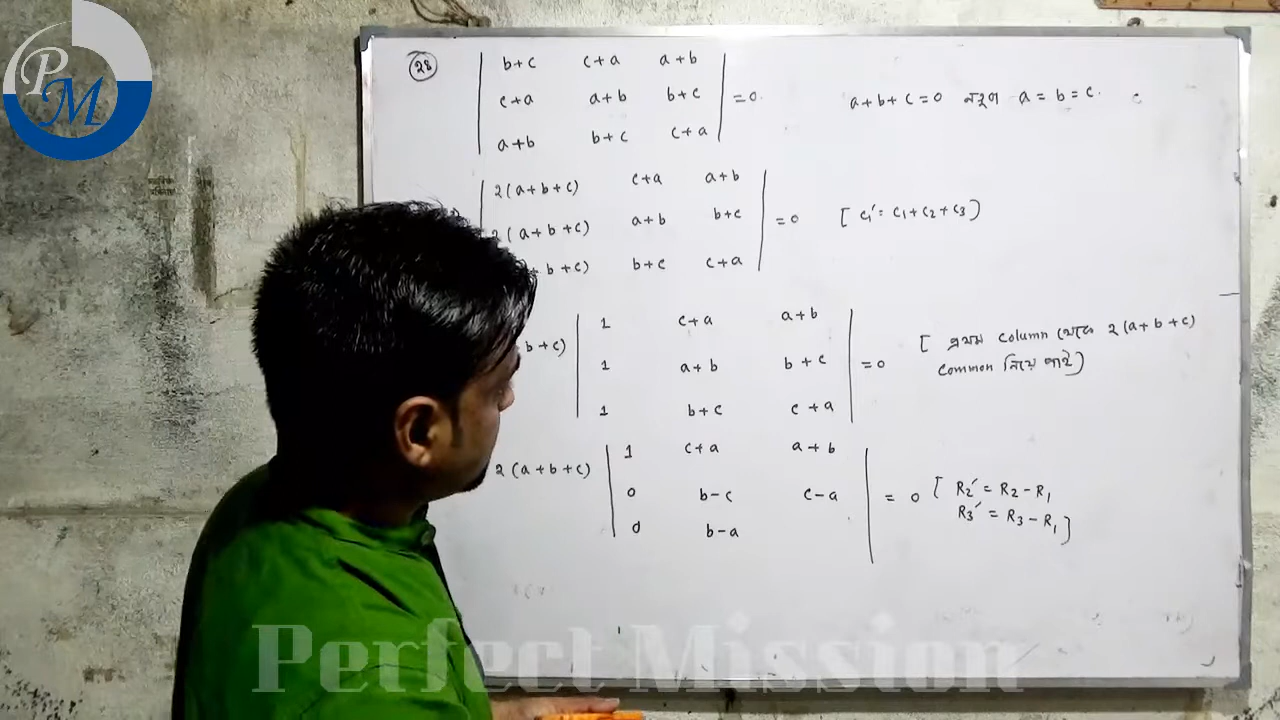 PM
28
b+c c+a a+b
c+a a+b b+c =0. a+b+c=0 নতুবা a=b=c. c
a+b b+c c+a
2(a+b+c) c+a a+b
2(a+b+c) a+b b+c =0 [c₁′=c₁+c₂+c₃]
+b+c) b+c c+a
1 c+a a+b
b+c) 1 a+b b+c =0 [প্রথম column থেকে 2(a+b+c)
1 b+c c+a common নিয়ে পাই]
1 c+a a+b
2(a+b+c) 0 b-c c-a =0 [R₂′=R₂-R₁
0 b-a R₃′=R₃-R₁]
Perfect Mission